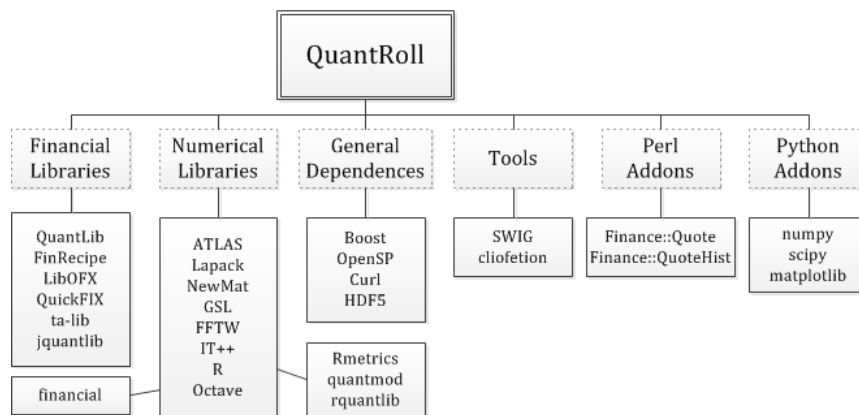 QuantRoll
Financial
Libraries
Numerical
Libraries
General
Dependences
Tools
Perl
Addons
Python
Addons
QuantLib
FinRecipe
LibOFX
QuickFIX
ta-lib
jquantlib
financial
ATLAS
Lapack
NewMat
GSL
FFTW
IT++
R
Octave
Boost
OpenSP
Curl
HDF5
Rmetrics
quantmod
rquantlib
SWIG
cliofetion
Finance::Quote
Finance::QuoteHist
numpy
scipy
matplotlib